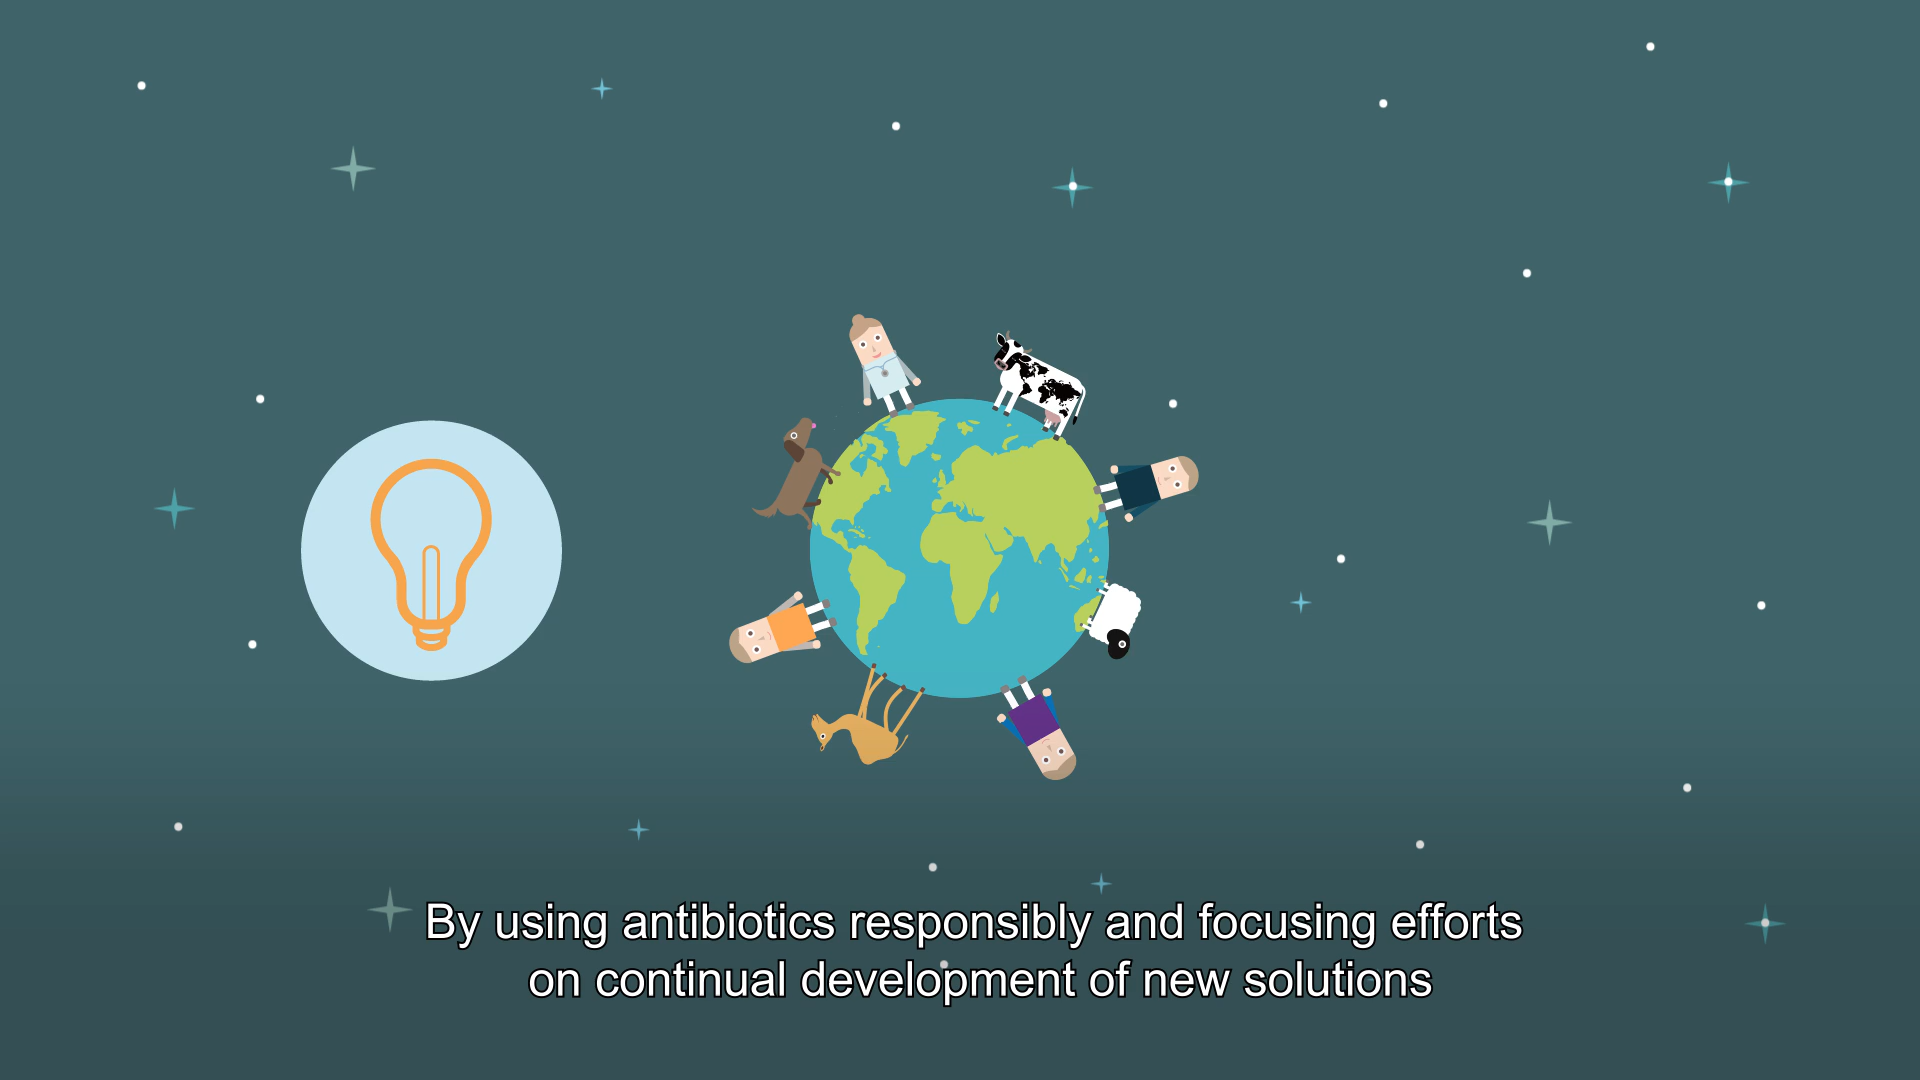 By using antibiotics responsibly and focusing efforts
on continual development of new solutions